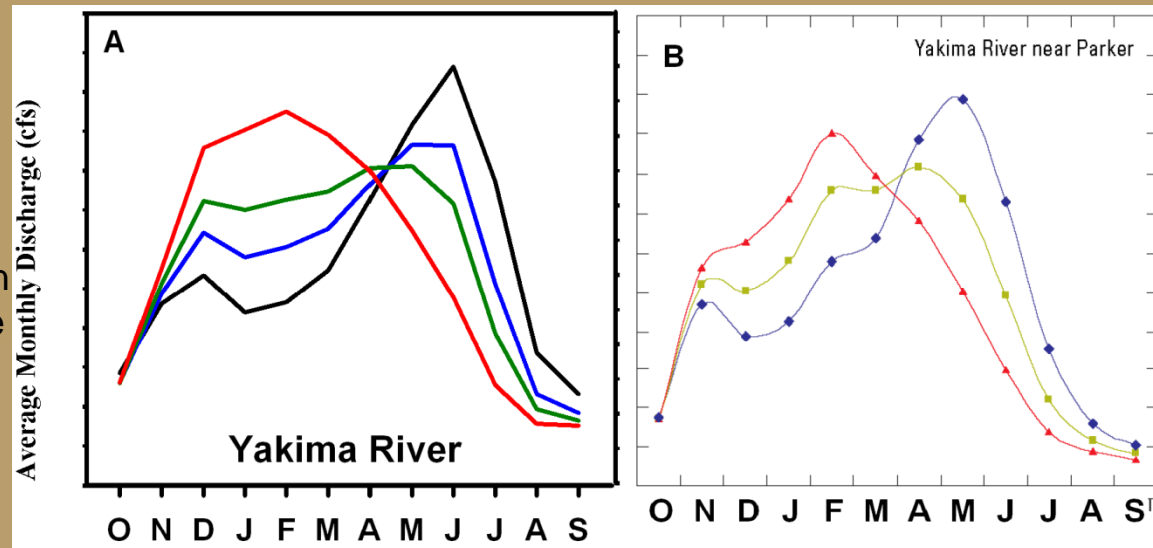 n
e
Average Monthly Discharge (cfs)
A
Yakima River
O N D J F M A M J J A S
B
Yakima River near Parker
O N D J F M A M J J A S